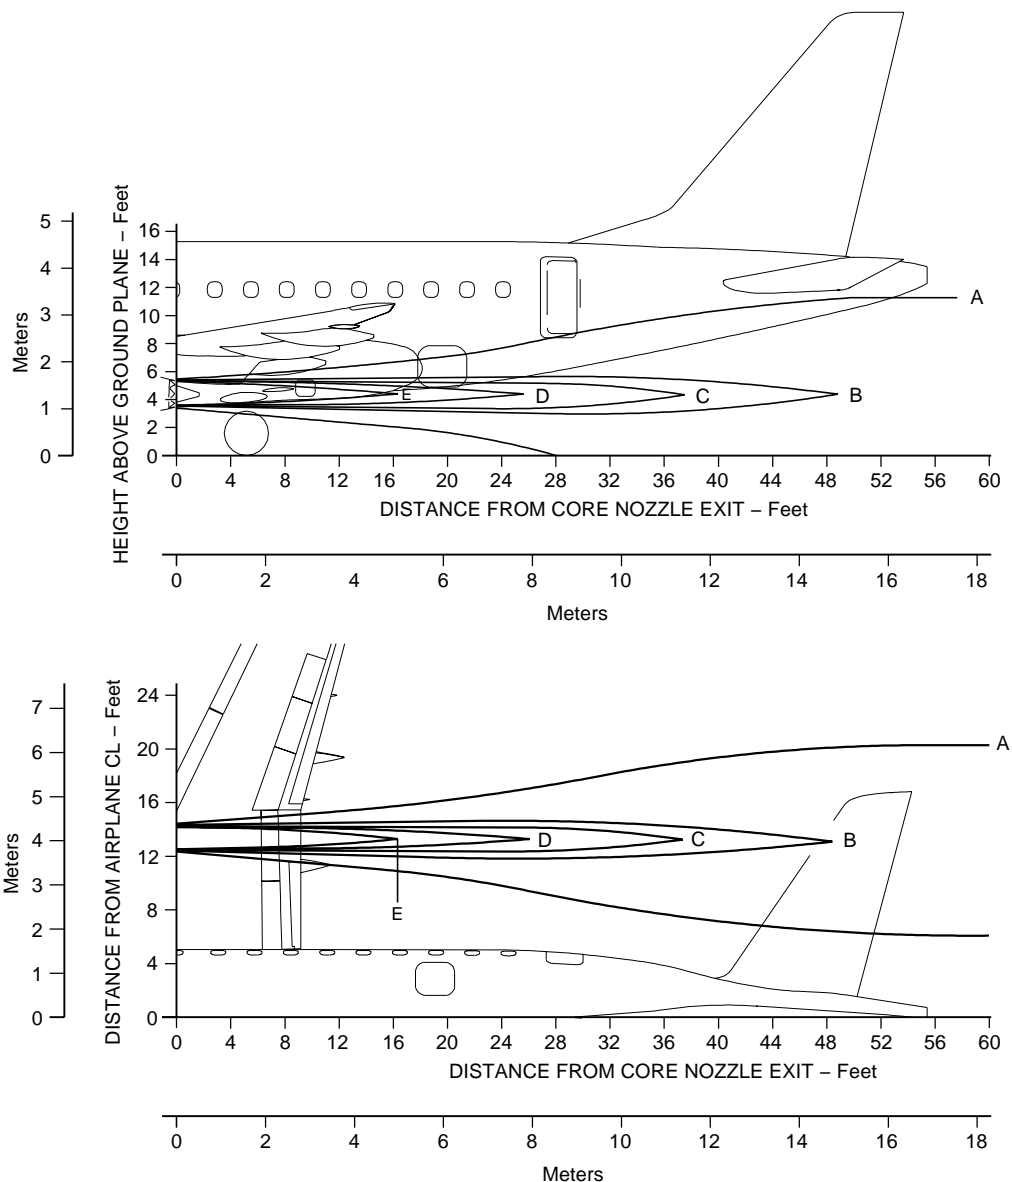 HEIGHT ABOVE GROUND PLANE – Feet
Meters
5
4
3
2
1
0
16
14
12
10
8
6
4
2
0
A
B
C
D
E
0 4 8 12 16 20 24 28 32 36 40 44 48 52 56 60
DISTANCE FROM CORE NOZZLE EXIT – Feet
0 2 4 6 8 10 12 14 16 18
Meters
DISTANCE FROM AIRPLANE CL – Feet
Meters
7
6
5
4
3
2
1
0
24
20
16
12
8
4
0
A
B
C
D
E
0 4 8 12 16 20 24 28 32 36 40 44 48 52 56 60
DISTANCE FROM CORE NOZZLE EXIT – Feet
0 2 4 6 8 10 12 14 16 18
Meters